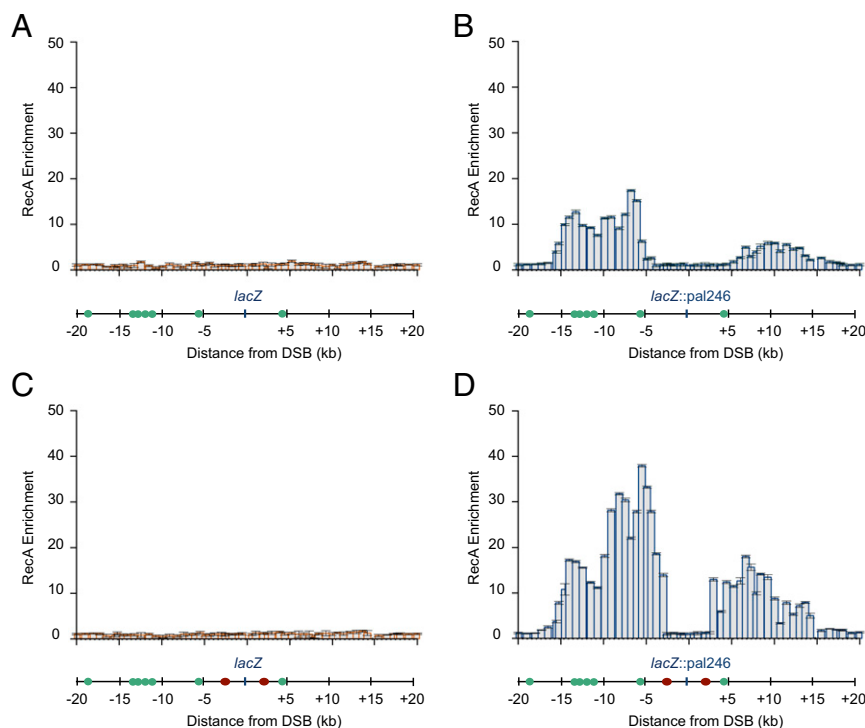 A
B
50
40
30
20
10
0
RecA Enrichment
50
40
30
20
10
0
RecA Enrichment
lacZ
lacZ::pal246
-20 -15 -10 -5 +5 +10 +15 +20
-20 -15 -10 -5 +5 +10 +15 +20
Distance from DSB (kb)
Distance from DSB (kb)
C
D
50
40
30
20
10
0
RecA Enrichment
50
40
30
20
10
0
RecA Enrichment
lacZ
lacZ::pal246
-20 -15 -10 -5 +5 +10 +15 +20
-20 -15 -10 -5 +5 +10 +15 +20
Distance from DSB (kb)
Distance from DSB (kb)